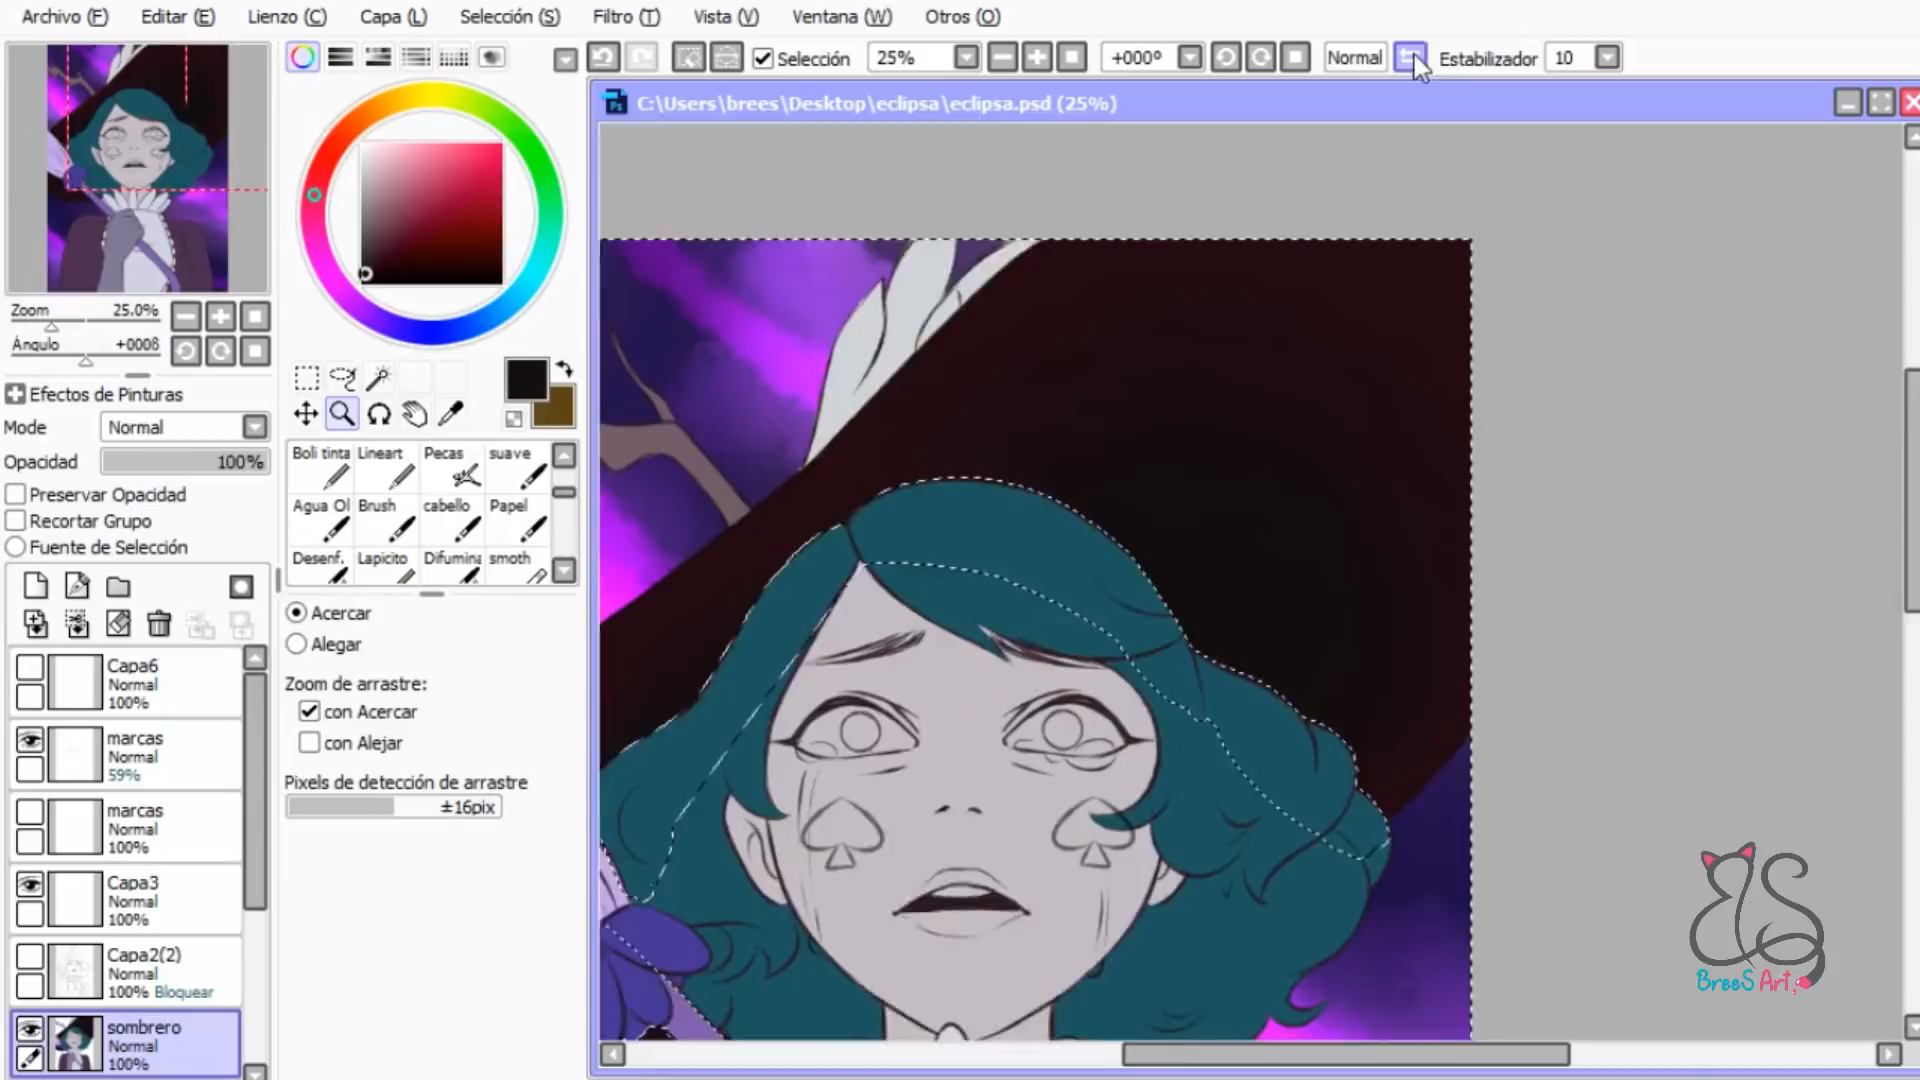 Archivo (F) Editar (E) Lienzo (C) Capa (L) Selección (S) Filtro (T) Vista (V) Ventana (W) Otros (O)
Selección 25% +000º Normal Estabilizador 10
C:\Users\brees\Desktop\eclipsa\eclipsa.psd (25%)
Zoom 25.0%
Ángulo +000ß
Efectos de Pinturas
Mode Normal
Opacidad 100%
Preservar Opacidad
Recortar Grupo
Fuente de Selección
Capa6
Normal
100%
marcas
Normal
59%
marcas
Normal
100%
Capa3
Normal
100%
Capa2(2)
Normal
100% Bloquear
sombrero
Normal
100%
Boli tinta Lineart Pecas suave
Agua Ol Brush cabello Papel
Desenf. Lapicito Difumina smoth
Acercar
Alegar
Zoom de arrastre:
con Acercar
con Alejar
Pixels de detección de arrastre
±16pix
BreeS Art